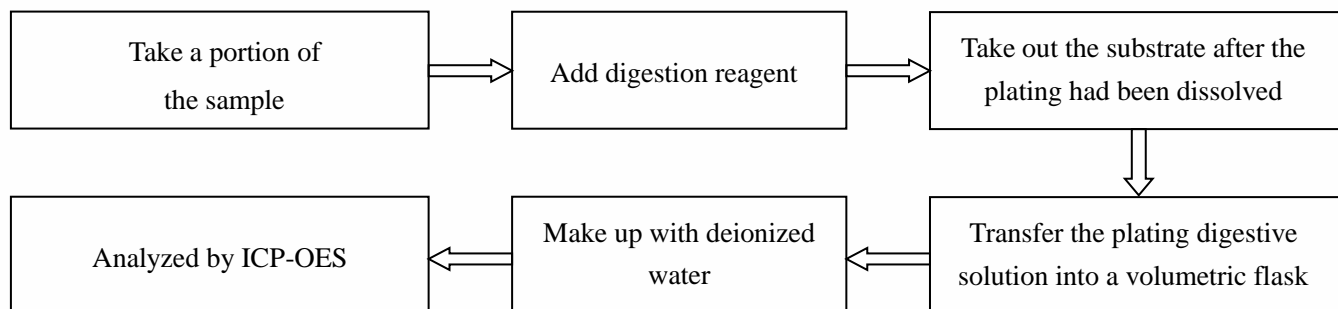 Take a portion of
the sample
Add digestion reagent
Take out the substrate after the
plating had been dissolved
Transfer the plating digestive
solution into a volumetric flask
Make up with deionized
water
Analyzed by ICP-OES